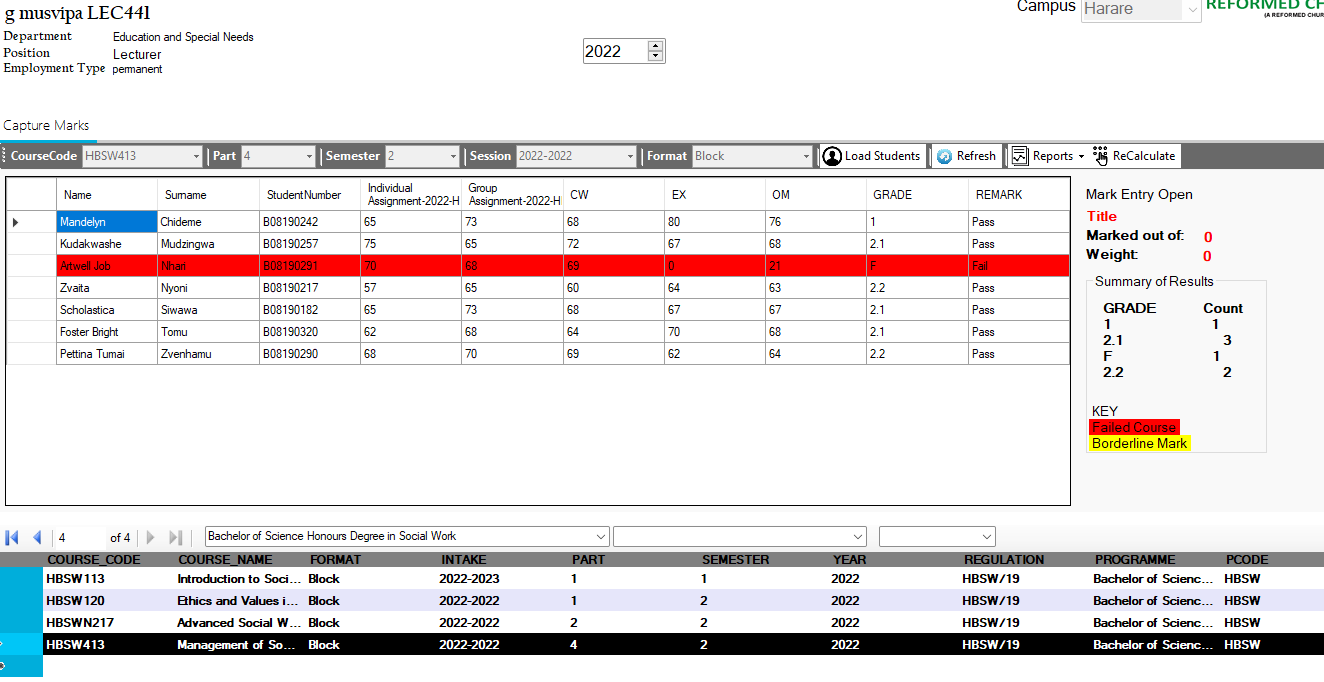 g musvipa LEC441
Campus Harare REFORMED CH
(A REFORMED CHUR
Department Education and Special Needs
Position Lecturer
Employment Type permanent
2022
Capture Marks
CourseCode HBSW413 Part 4 Semester 2 Session 2022-2022 Format Block Load Students Refresh Reports ReCalculate
Name Surname StudentNumber Individual Assignment-2022-H Group Assignment-2022-H CW EX OM GRADE REMARK
Mandelyn Chideme B08190242 65 73 68 80 76 1 Pass
Kudakwashe Mudzingwa B08190257 75 65 72 67 68 2.1 Pass
Artwell Job Nhari B08190291 70 68 69 0 21 F Fail
Zvaita Nyoni B08190217 57 65 60 64 63 2.2 Pass
Scholastica Siwawa B08190182 65 73 68 67 67 2.1 Pass
Foster Bright Tomu B08190320 62 68 64 70 68 2.1 Pass
Pettina Tumai Zvenhamu B08190290 68 70 69 62 64 2.2 Pass
Mark Entry Open
Title
Marked out of: 0
Weight: 0
Summary of Results
GRADE Count
1 1
2.1 3
F 1
2.2 2
KEY
Failed Course
Borderline Mark
4 of 4 Bachelor of Science Honours Degree in Social Work
COURSE_CODE COURSE_NAME FORMAT INTAKE PART SEMESTER YEAR REGULATION PROGRAMME PCODE
HBSW113 Introduction to Soci... Block 2022-2023 1 1 2022 HBSW/19 Bachelor of Scienc... HBSW
HBSW120 Ethics and Values i... Block 2022-2022 1 2 2022 HBSW/19 Bachelor of Scienc... HBSW
HBSWN217 Advanced Social W... Block 2022-2022 2 2 2022 HBSW/19 Bachelor of Scienc... HBSW
HBSW413 Management of So... Block 2022-2022 4 2 2022 HBSW/19 Bachelor of Scienc... HBSW